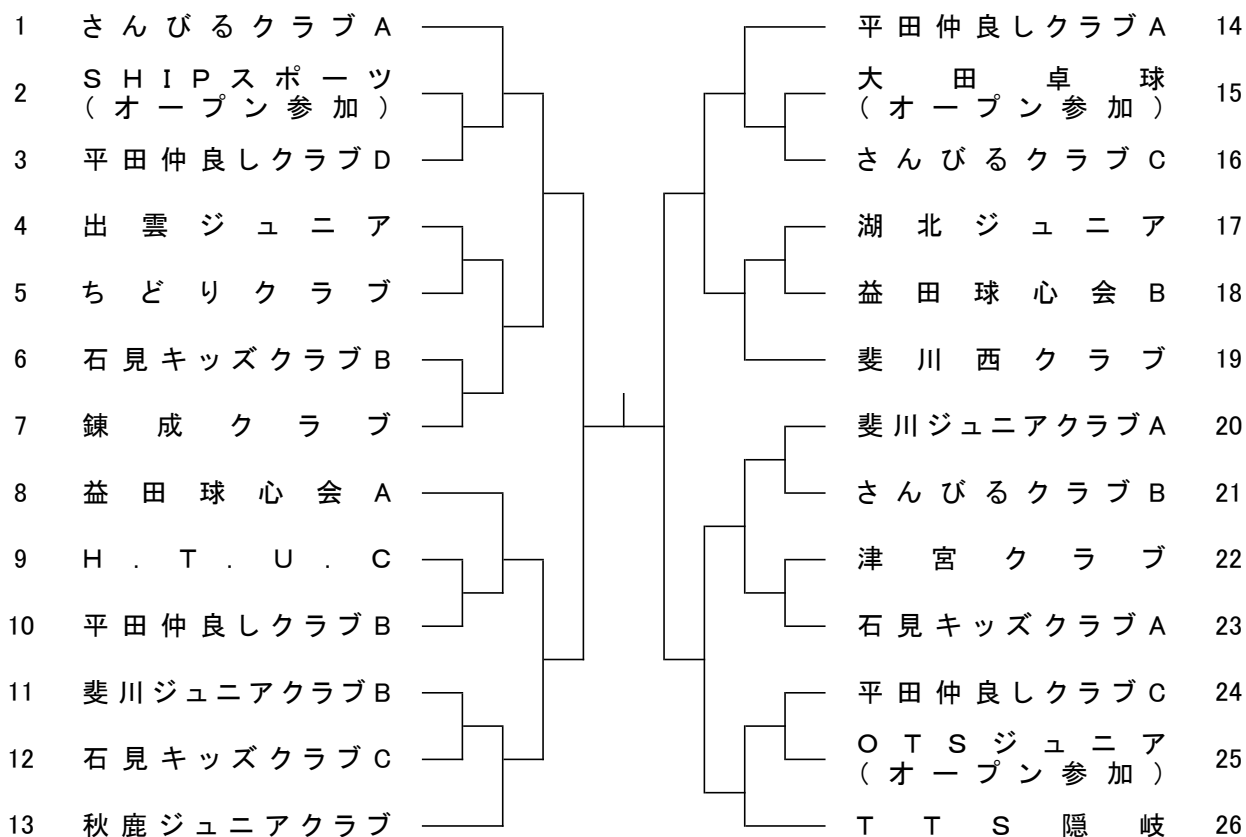 1 さんびるクラブA
2 SHIPスポーツ
(オープン参加)
3 平田仲良しクラブD
4 出雲ジュニア
5 ちどりクラブ
6 石見キッズクラブB
7 錬成クラブ
8 益田球心会A
9 H.T.U.C
10 平田仲良しクラブB
11 斐川ジュニアクラブB
12 石見キッズクラブC
13 秋鹿ジュニアクラブ
平田仲良しクラブA 14
大田卓球
(オープン参加) 15
さんびるクラブC 16
湖北ジュニア 17
益田球心会B 18
斐川西クラブ 19
斐川ジュニアクラブA 20
さんびるクラブB 21
津宮クラブ 22
石見キッズクラブA 23
平田仲良しクラブC 24
OTSジュニア
(オープン参加) 25
TTS隠岐 26